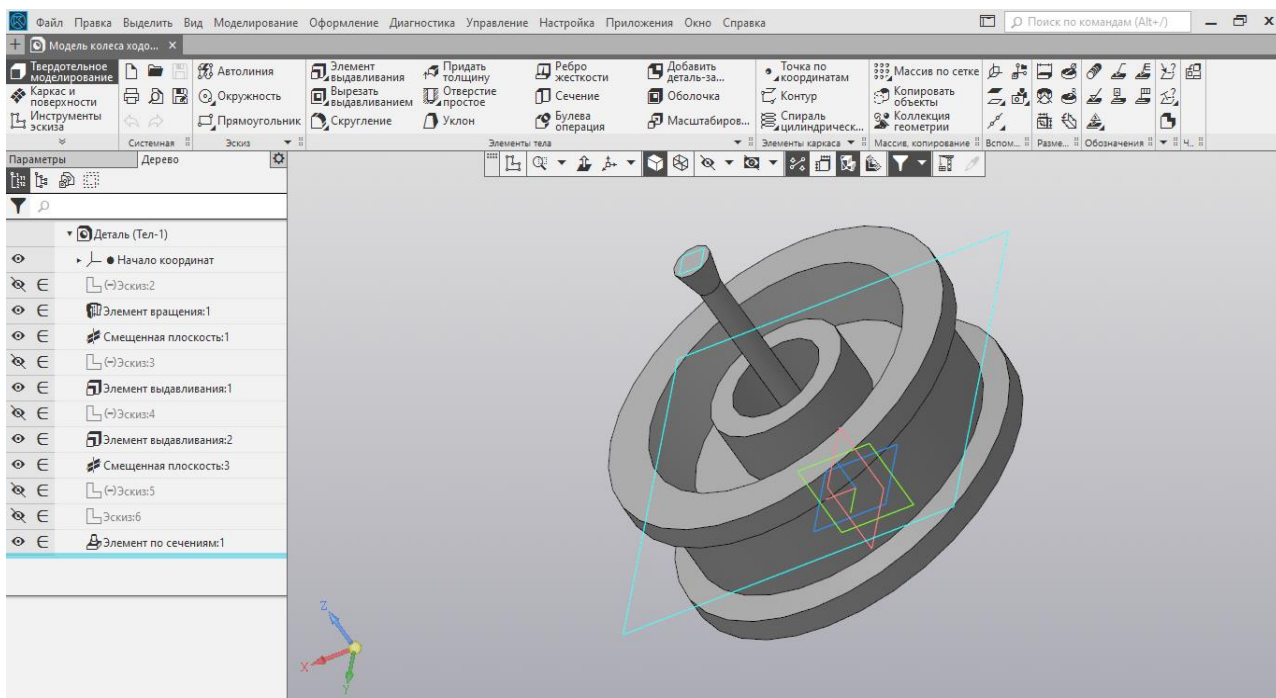 Файл Правка Выделить Вид Моделирование Оформление Диагностика Управление Настройка Приложения Окно Справка Поиск по командам (Alt+/)
Модель колеса ходо...
Твердотельное моделирование
Каркас и поверхности
Инструменты эскиза
Системная
Автолиния
Окружность
Прямоугольник
Эскиз
Элемент выдавливания
Вырезать выдавливанием
Скругление
Придать толщину
Отверстие простое
Уклон
Ребро жесткости
Сечение
Булева операция
Добавить деталь-за...
Оболочка
Масштабиров...
Элементы тела
Точка по координатам
Контур
Спираль цилиндрическ...
Элементы каркаса
Массив по сетке
Копировать объекты
Коллекция геометрии
Массив, копирование
Вспом...
Разме...
Обозначения
Ч...
Параметры
Дерево
Деталь (Тел-1)
Начало координат
(-)Эскиз:2
Элемент вращения:1
Смещенная плоскость:1
(-)Эскиз:3
Элемент выдавливания:1
(-)Эскиз:4
Элемент выдавливания:2
Смещенная плоскость:3
(-)Эскиз:5
Эскиз:6
Элемент по сечениям:1
Z
X
Y